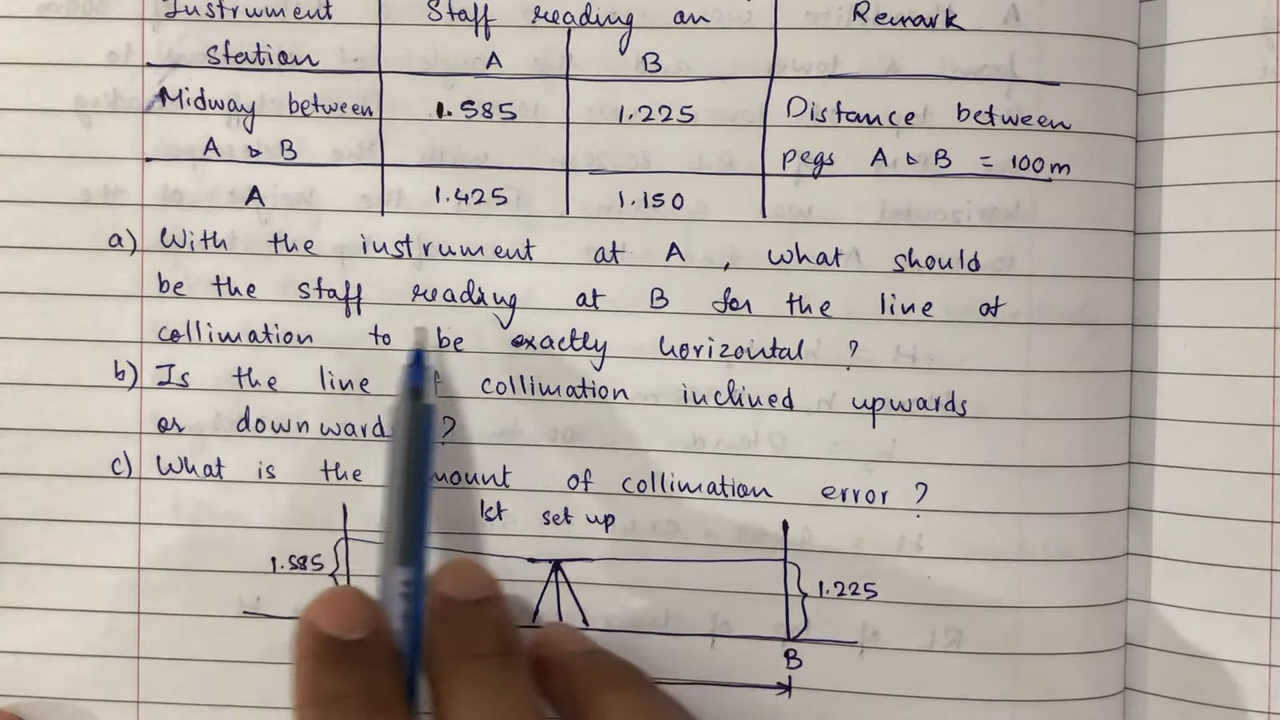 Instrument Staff reading on Remark
station A B
Midway between 1.585 1.225 Distance between
A & B pegs A & B = 100m
A 1.425 1.150
a) With the instrument at A, what should
be the staff reading at B for the line of
collimation to be exactly horizontal ?
b) Is the line collimation inclined upwards
or downward ?
c) What is the mount of collimation error ?
1st set up
1.585 1.225
B